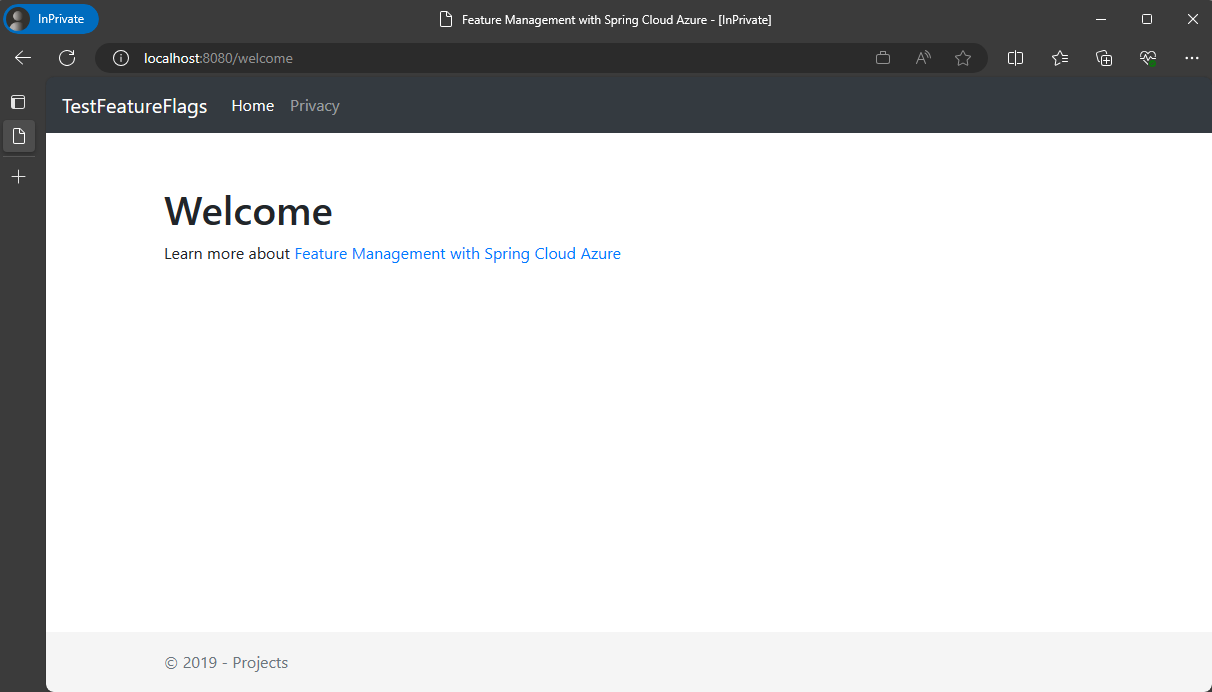 InPrivate
Feature Management with Spring Cloud Azure - [InPrivate]
localhost:8080/welcome
TestFeatureFlags Home Privacy
Welcome
Learn more about Feature Management with Spring Cloud Azure
© 2019 - Projects